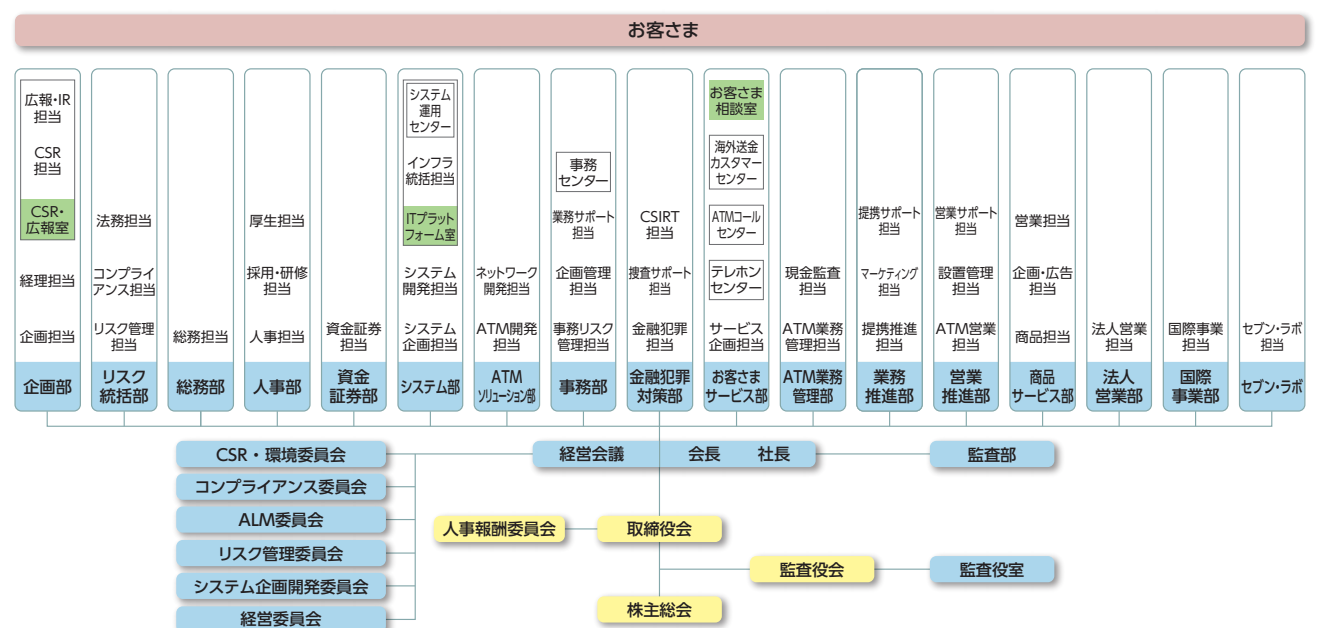 お客さま
広報・IR
担当
CSR
担当
CSR・
広報室
経理担当
企画担当
企画部
法務担当
コンプライ
アンス担当
リスク管理
担当
リスク
統括部
総務担当
総務部
厚生担当
採用・研修
担当
人事担当
人事部
資金証券
担当
資金
証券部
システム
運用
センター
インフラ
統括担当
ITプラット
フォーム室
システム
開発担当
システム
企画担当
システム部
ネットワーク
開発担当
ATM開発
担当
ATM
ソリューション部
事務
センター
業務サポート
担当
企画管理
担当
事務リスク
管理担当
事務部
CSIRT
担当
捜査サポート
担当
金融犯罪
担当
金融犯罪
対策部
お客さま
相談室
海外送金
カスタマー
センター
ATMコール
センター
テレホン
センター
サービス
企画担当
お客さま
サービス部
現金監査
担当
ATM業務
管理担当
ATM業務
管理部
提携サポート
担当
マーケティング
担当
提携推進
担当
業務
推進部
営業サポート
担当
設置管理
担当
ATM営業
担当
営業
推進部
営業担当
企画・広告
担当
商品担当
商品
サービス部
法人営業
担当
法人
営業部
国際事業
担当
国際
事業部
セブン・ラボ
担当
セブン・ラボ
CSR・環境委員会
経営会議 会長 社長
監査部
コンプライアンス委員会
ALM委員会
人事報酬委員会
取締役会
リスク管理委員会
監査役会
監査役室
システム企画開発委員会
株主総会
経営委員会